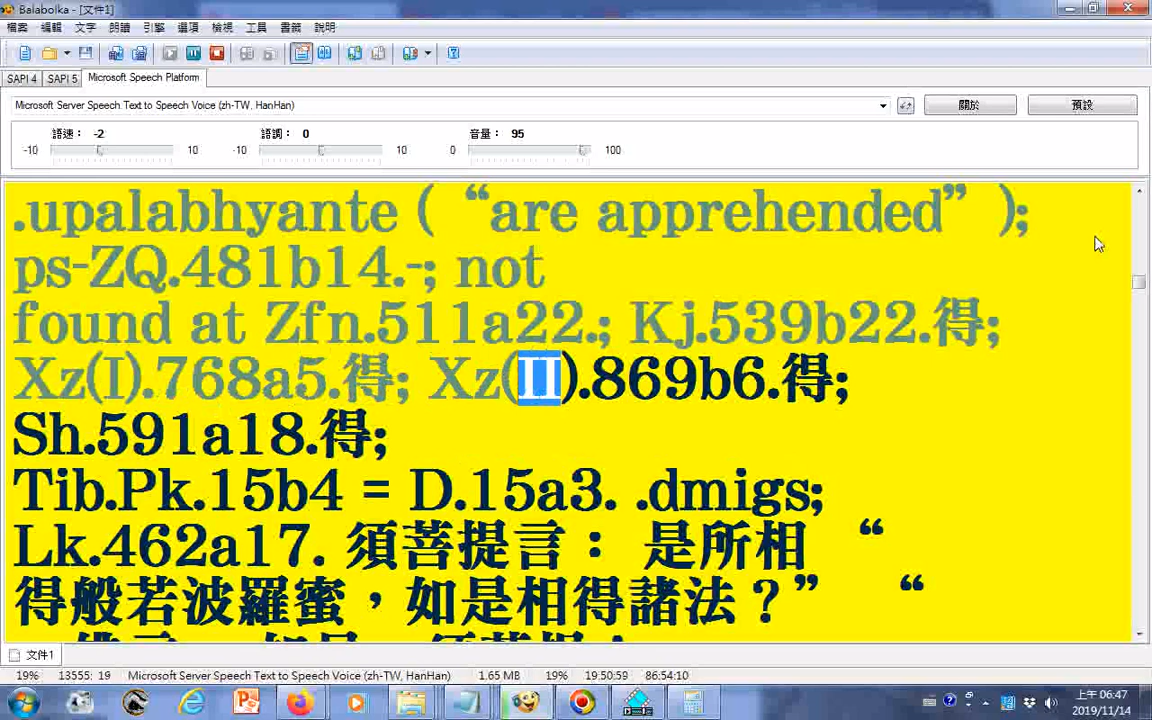 Balabolka - [文件1]
檔案 編輯 文字 朗讀 引擎 選項 檢視 工具 書籤 說明
SAPI 4 SAPI 5 Microsoft Speech Platform
Microsoft Server Speech Text to Speech Voice (zh-TW, HanHan) 關於 預設
語速： -2 語調： 0 音量： 95
-10 10 -10 10 0 100
.upalabhyante ( “are apprehended” );
ps-ZQ.481b14.-; not
found at Zfn.511a22.; Kj.539b22.得;
Xz(I).768a5.得; Xz(II).869b6.得;
Sh.591a18.得;
Tib.Pk.15b4 = D.15a3. .dmigs;
Lk.462a17. 須菩提言： 是所相 “
得般若波羅蜜，如是相得諸法？” “
文件1
19% 13555: 19 Microsoft Server Speech Text to Speech Voice (zh-TW, HanHan) 1.65 MB 19% 19:50:59 86:54:10
上午 06:47
2019/11/14